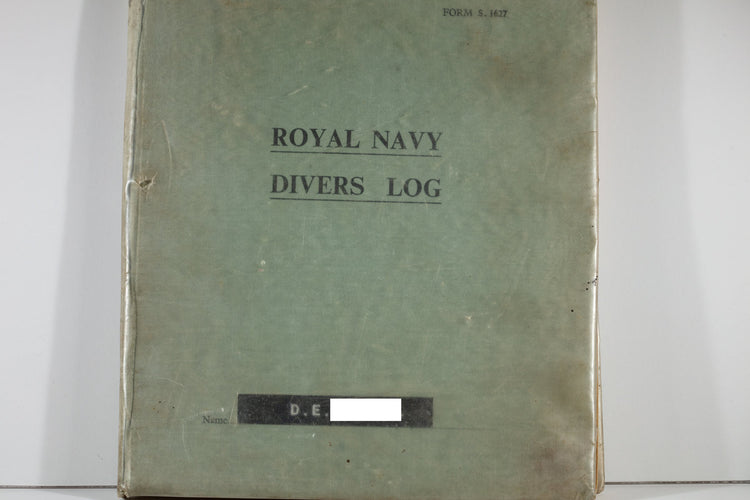 FORM S. 1627
ROYAL NAVY
DIVERS LOG
Name D. E.